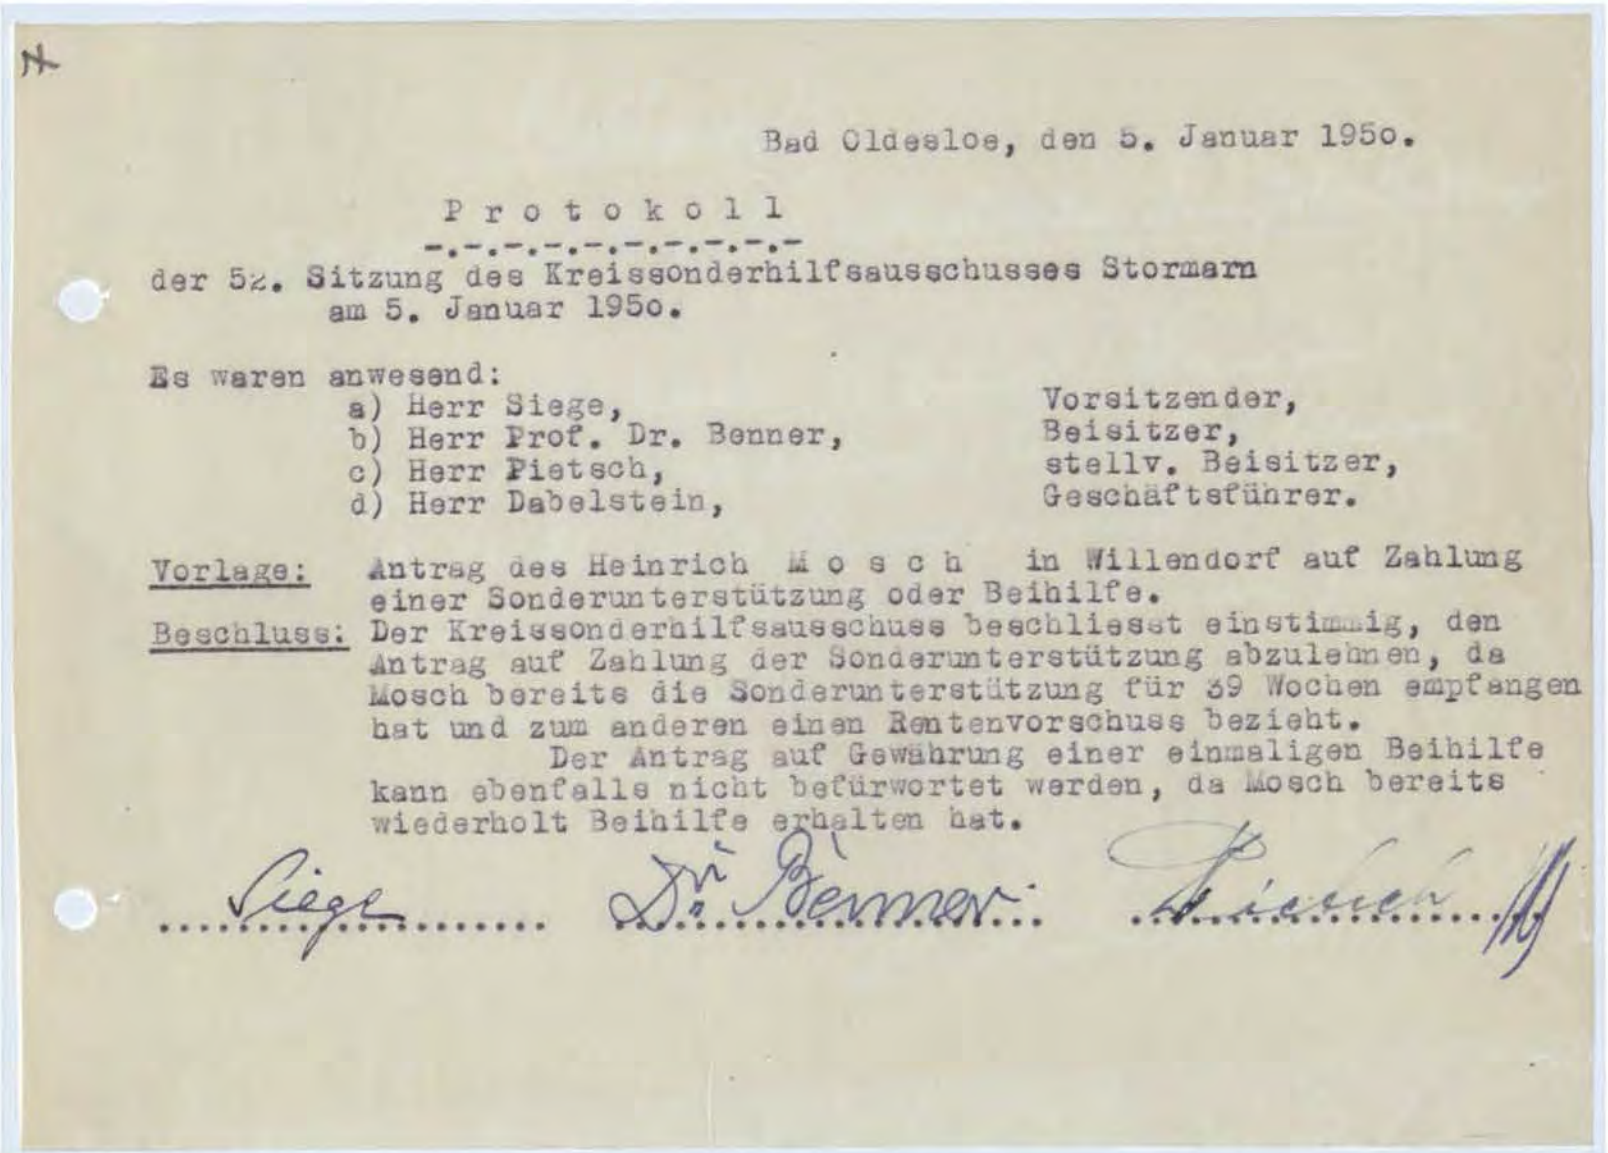 7
Bad Oldesloe, den 5. Januar 195o.
P r o t o k o l l
-.-.-.-.-.-.-.-.-.-
der 52. Sitzung des Kreissonderhilfsausschusses Stormarn
am 5. Januar 195o.
Es waren anwesend:
a) Herr Siege, Vorsitzender,
b) Herr Prof. Dr. Benner, Beisitzer,
c) Herr Pietsch, stellv. Beisitzer,
d) Herr Dabelstein, Geschäftsführer.
Vorlage: Antrag des Heinrich M o s c h in Willendorf auf Zahlung
einer Sonderunterstützung oder Beihilfe.
Beschluss: Der Kreissonderhilfsausschuss beschliesst einstimmig, den
Antrag auf Zahlung der Sonderunterstützung abzulehnen, da
Mosch bereits die Sonderunterstützung für 39 Wochen empfangen
hat und zum anderen einen Rentenvorschuss bezieht.
Der Antrag auf Gewährung einer einmaligen Beihilfe
kann ebenfalls nicht befürwortet werden, da Mosch bereits
wiederholt Beihilfe erhalten hat.
Siege Dr. Benner Pietsch